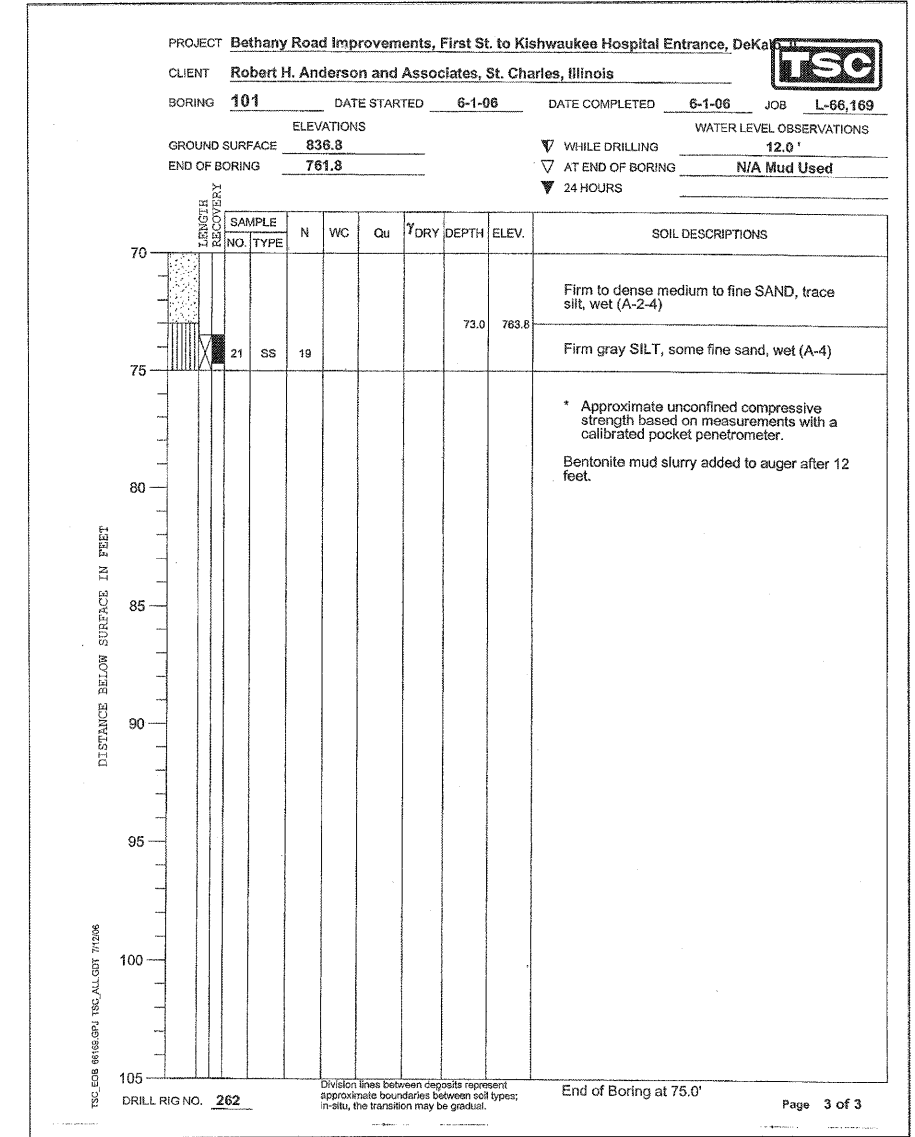 PROJECT Bethany Road Improvements, First St. to Kishwaukee Hospital Entrance, DeKalb, IL
TSC
CLIENT Robert H. Anderson and Associates, St. Charles, Illinois
BORING 101 DATE STARTED 6-1-06 DATE COMPLETED 6-1-06 JOB L-66,169
ELEVATIONS WATER LEVEL OBSERVATIONS
GROUND SURFACE 836.8 WHILE DRILLING 12.0 '
END OF BORING 761.8 AT END OF BORING N/A Mud Used
24 HOURS
LENGTH
RECOVERY
SAMPLE
NO. TYPE N WC Qu γDRY DEPTH ELEV. SOIL DESCRIPTIONS
70
Firm to dense medium to fine SAND, trace
silt, wet (A-2-4)
73.0 763.8
21 SS 19 Firm gray SILT, some fine sand, wet (A-4)
75
* Approximate unconfined compressive
strength based on measurements with a
calibrated pocket penetrometer.
Bentonite mud slurry added to auger after 12
feet.
80
85
90
95
100
105
DISTANCE BELOW SURFACE IN FEET
TSC_EOB 66169.GPJ TSC_ALL.GDT 7/12/06
DRILL RIG NO. 262
Division lines between deposits represent
approximate boundaries between soil types;
in-situ, the transition may be gradual.
End of Boring at 75.0'
Page 3 of 3